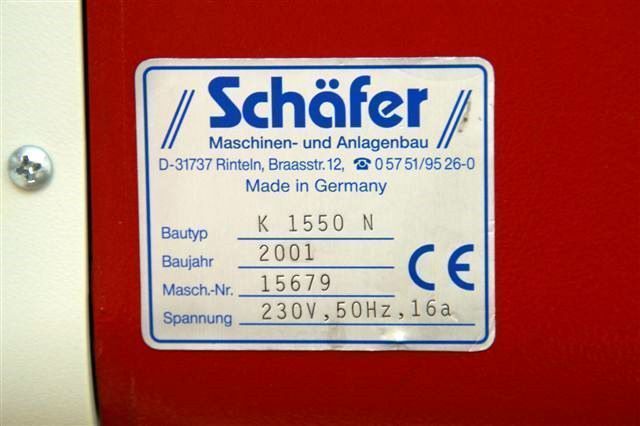 Schäfer
Maschinen- und Anlagenbau
D-31737 Rinteln, Braasstr. 12, ☎ 0 57 51/95 26-0
Made in Germany
Bautyp K 1550 N
Baujahr 2001
Masch.-Nr. 15679
Spannung 230V,50Hz,16a
CE